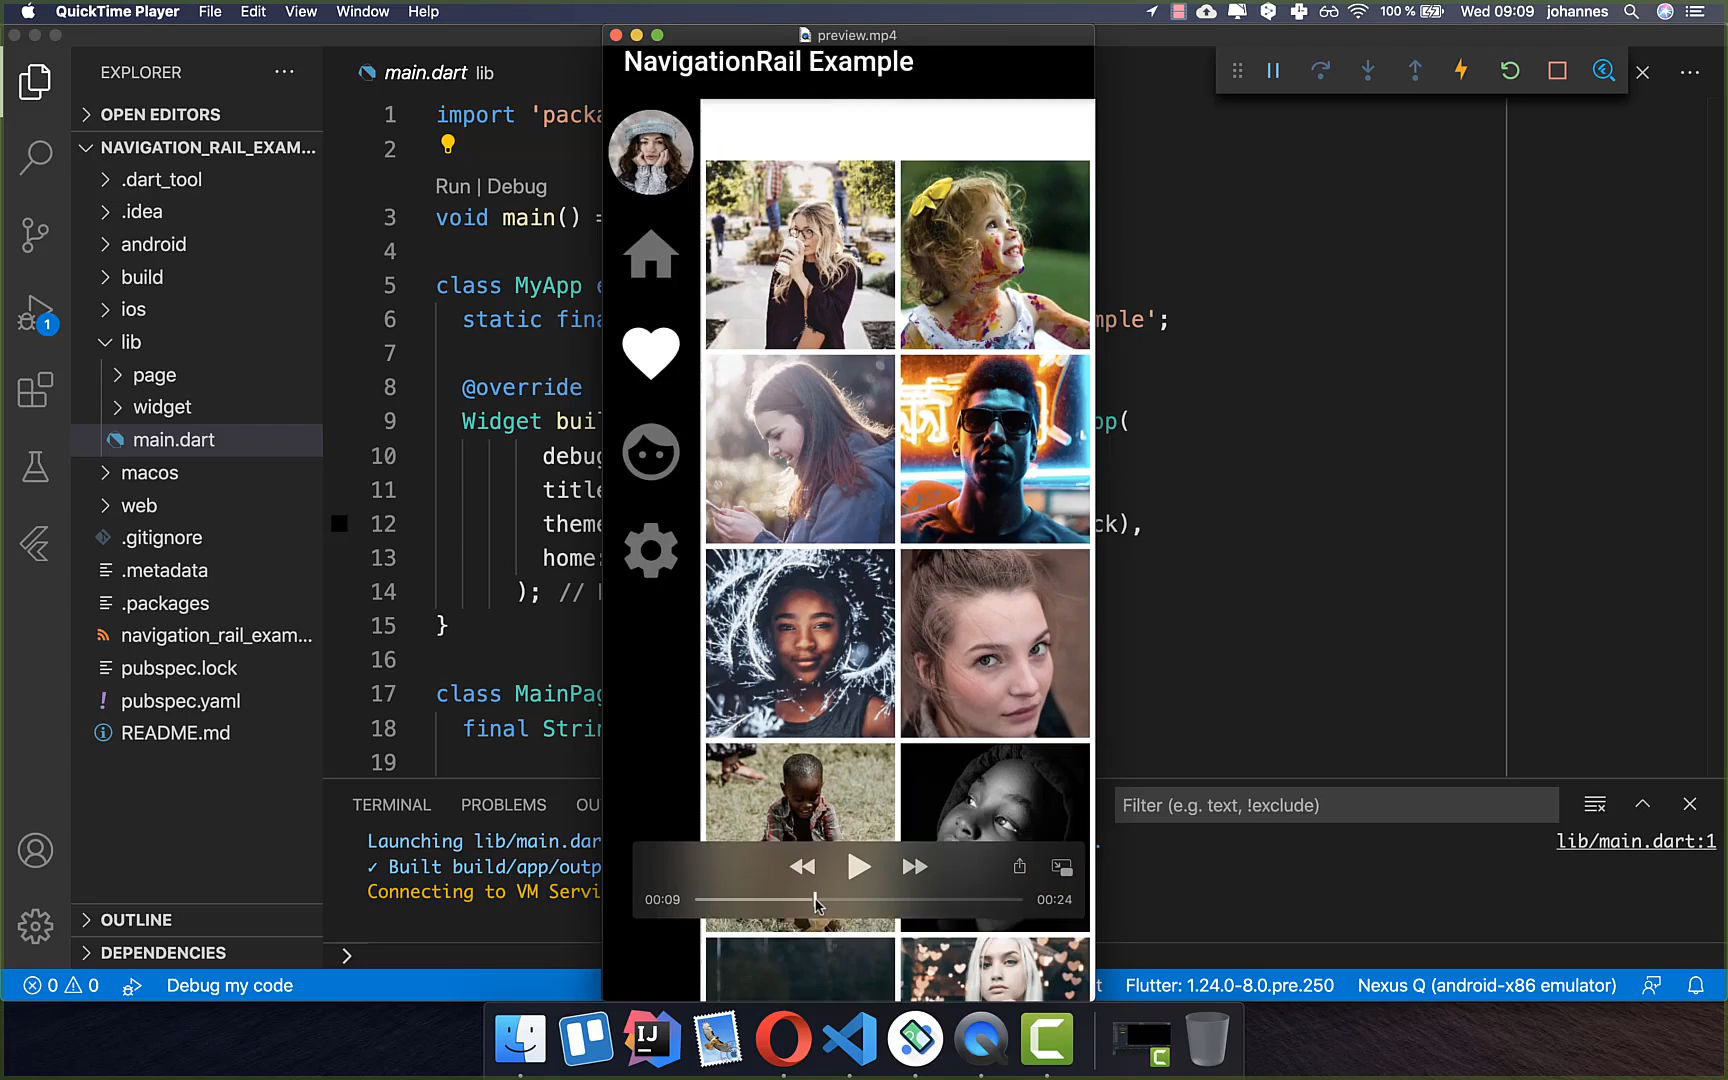 QuickTime Player File Edit View Window Help
100 % Wed 09:09 johannes
preview.mp4
NavigationRail Example
EXPLORER
OPEN EDITORS
NAVIGATION_RAIL_EXAM...
.dart_tool
.idea
android
build
ios
1
lib
page
widget
main.dart
macos
web
.gitignore
.metadata
.packages
navigation_rail_exam...
pubspec.lock
! pubspec.yaml
README.md
OUTLINE
DEPENDENCIES
main.dart lib
1 import 'packa
2
Run | Debug
3 void main() =
4
5 class MyApp e
6 static fina mple';
7
8 @override
9 Widget buil pp(
10 debug
11 title
12 theme ck),
13 home:
14 ); //
15 }
16
17 class MainPag
18 final Strin
19
TERMINAL PROBLEMS OU
Filter (e.g. text, !exclude)
Launching lib/main.dar
lib/main.dart:1
✓ Built build/app/outp
Connecting to VM Servi
00:09 00:24
0 0 Debug my code
Flutter: 1.24.0-8.0.pre.250 Nexus Q (android-x86 emulator)
IJ
C
C